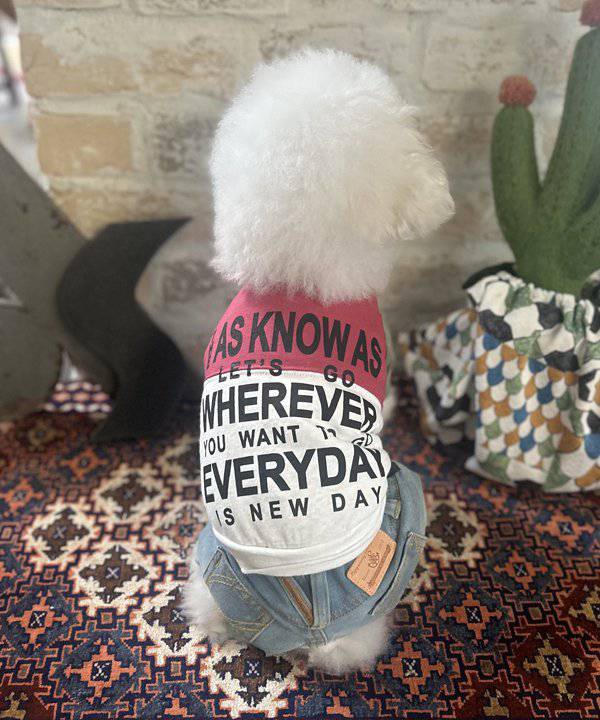 AS KNOW AS
LET'S GO
WHEREVER
YOU WANT
EVERYDAY
IS NEW DAY